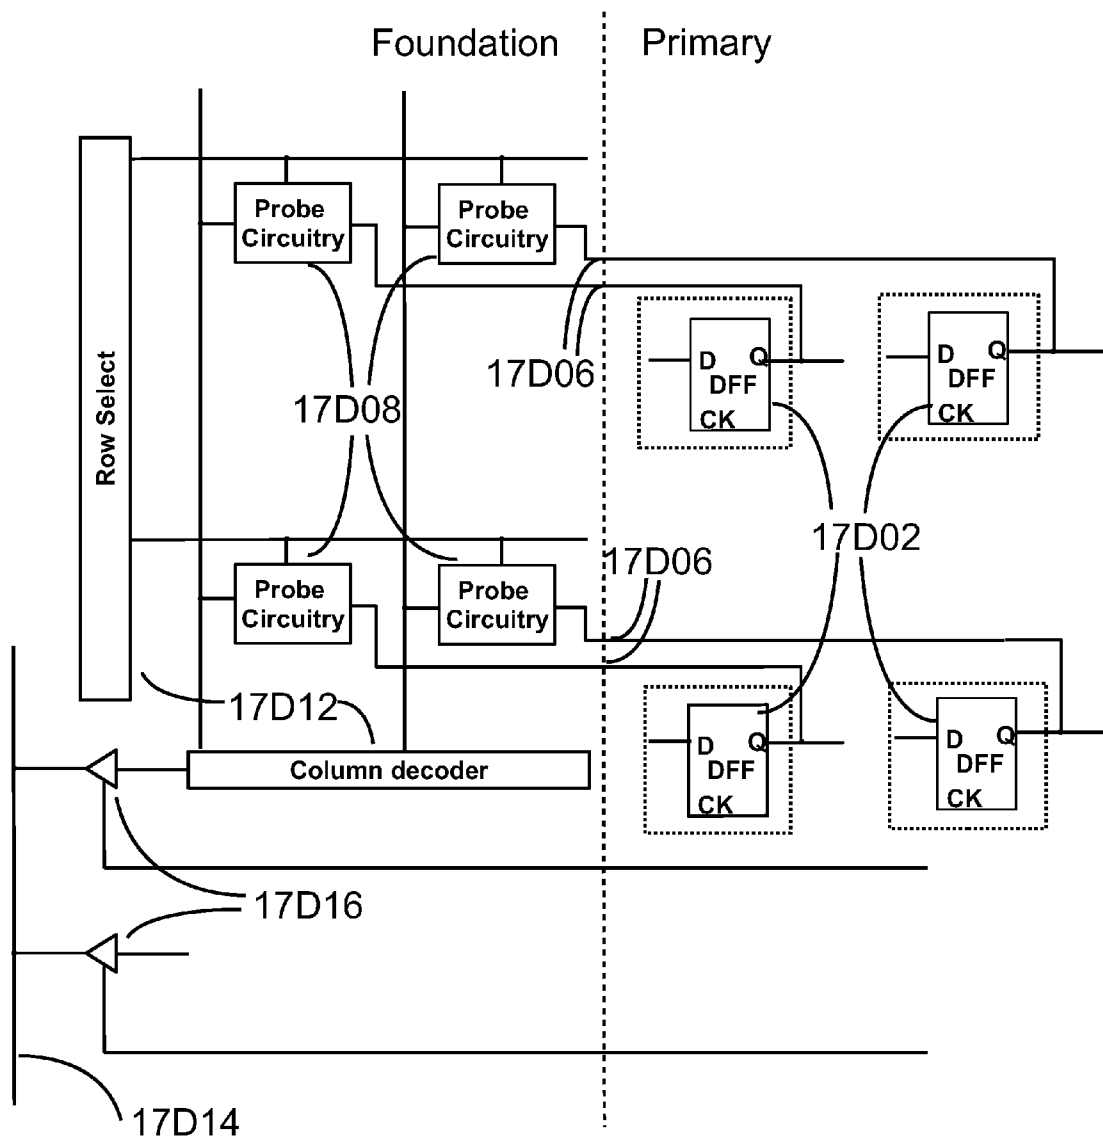 Foundation
Primary
Probe
Circuitry
Probe
Circuitry
Row Select
17D06
D
Q
DFF
CK
D
Q
DFF
CK
17D08
17D02
17D06
Probe
Circuitry
Probe
Circuitry
17D12
D
Q
DFF
CK
D
Q
DFF
CK
Column decoder
17D16
17D14